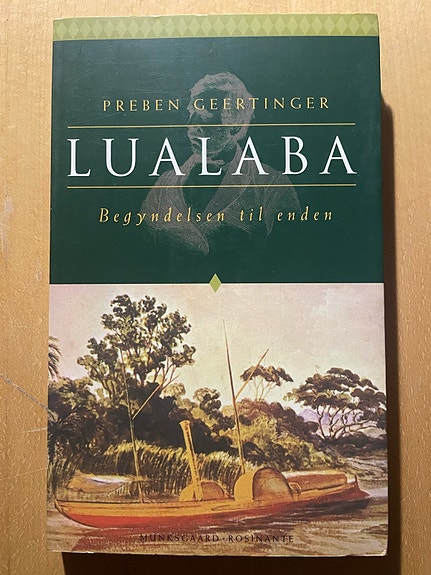 PREBEN GEERTINGER
LUALABA
Begyndelsen til enden
MUNKSGAARD · ROSINANTE